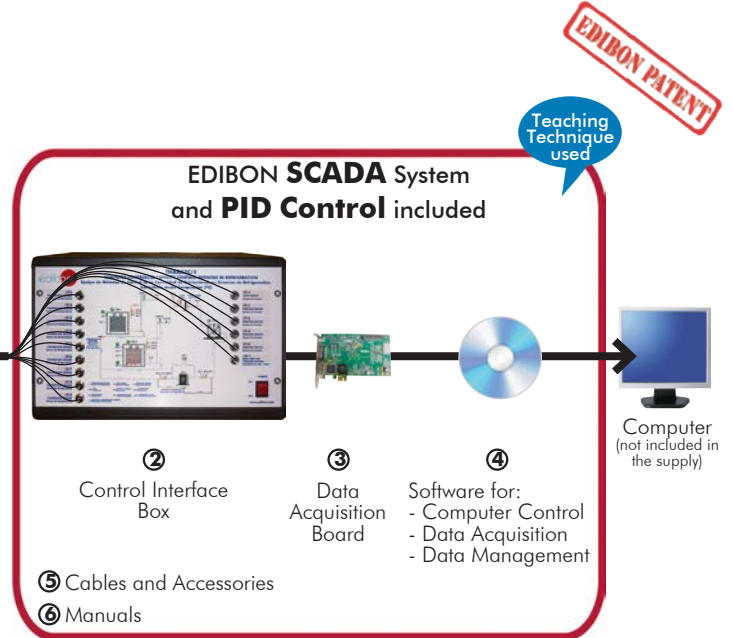 EDIBON PATENT
Teaching
Technique
used
EDIBON SCADA System
and PID Control included
②
Control Interface
Box
③
Data
Acquisition
Board
④
Software for:
- Computer Control
- Data Acquisition
- Data Management
Computer
(not included in
the supply)
⑤ Cables and Accessories
⑥ Manuals